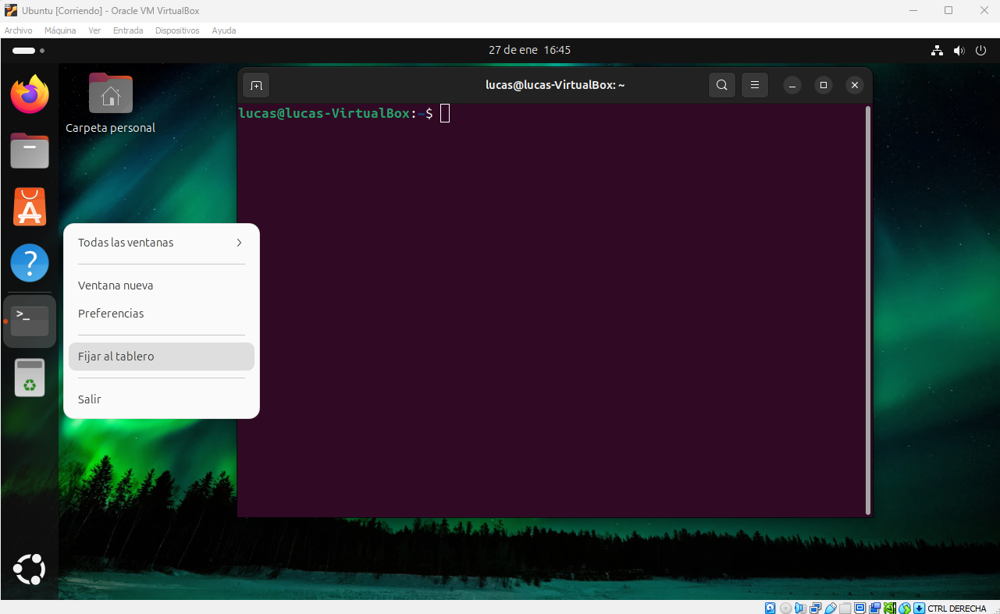 Ubuntu [Corriendo] - Oracle VM VirtualBox
Archivo Máquina Ver Entrada Dispositivos Ayuda
27 de ene 16:45
Carpeta personal
lucas@lucas-VirtualBox: ~
lucas@lucas-VirtualBox:~$
Todas las ventanas
Ventana nueva
Preferencias
Fijar al tablero
Salir
CTRL DERECHA